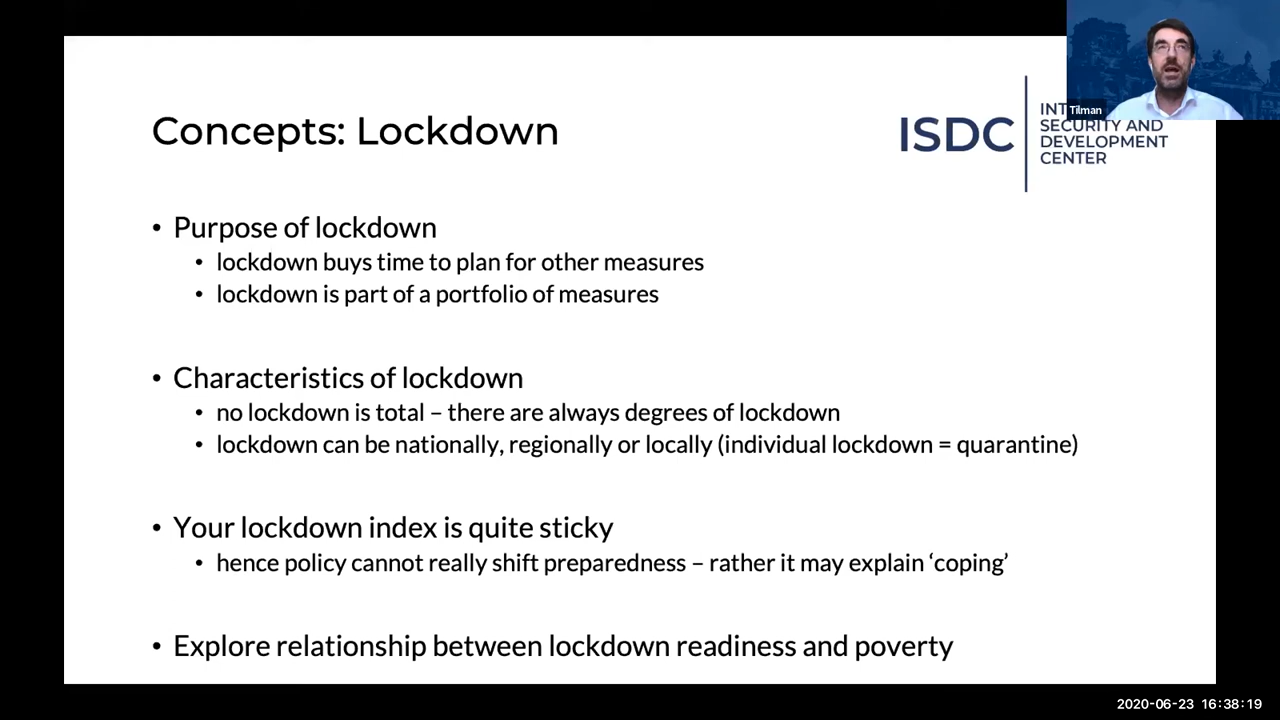 Concepts: Lockdown
ISDC
SECURITY AND
DEVELOPMENT
CENTER
Tilman
• Purpose of lockdown
• lockdown buys time to plan for other measures
• lockdown is part of a portfolio of measures
• Characteristics of lockdown
• no lockdown is total – there are always degrees of lockdown
• lockdown can be nationally, regionally or locally (individual lockdown = quarantine)
• Your lockdown index is quite sticky
• hence policy cannot really shift preparedness – rather it may explain ‘coping’
• Explore relationship between lockdown readiness and poverty
2020-06-23 16:38:19